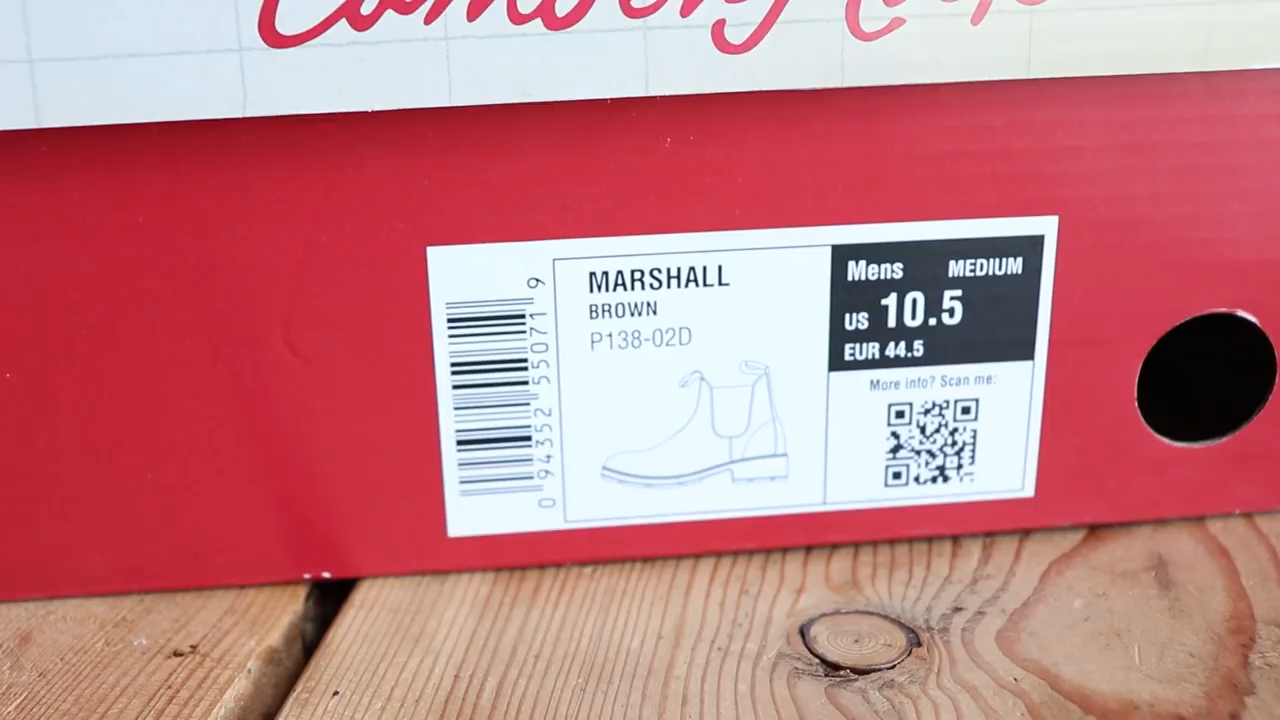 0 94352 55071 9
MARSHALL
BROWN
P138-02D
Mens MEDIUM
US 10.5
EUR 44.5
More info? Scan me: